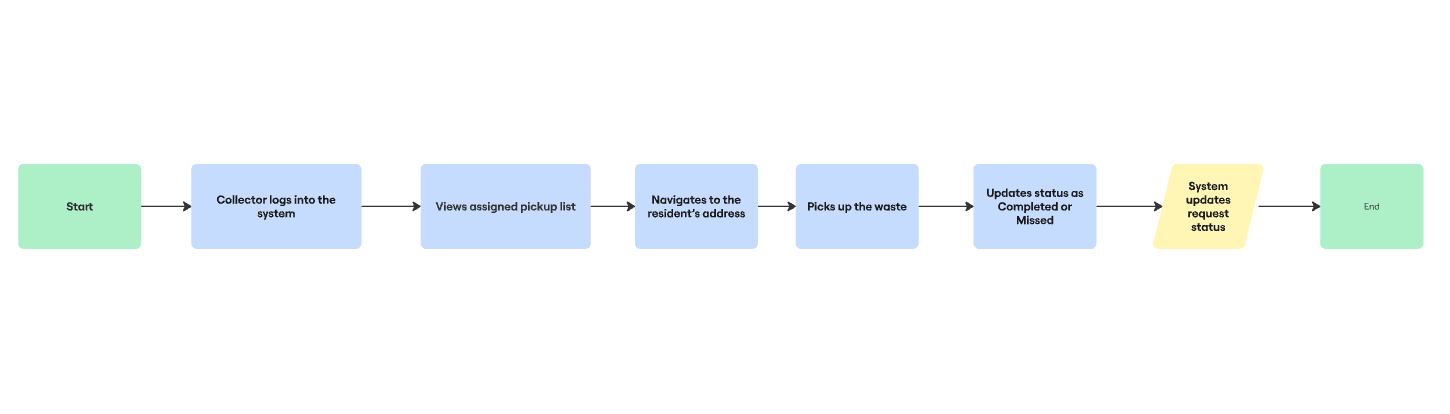 Start
Collector logs into the
system
Views assigned pickup list
Navigates to the
resident's address
Picks up the waste
Updates status as
Completed or
Missed
System
updates
request
status
End